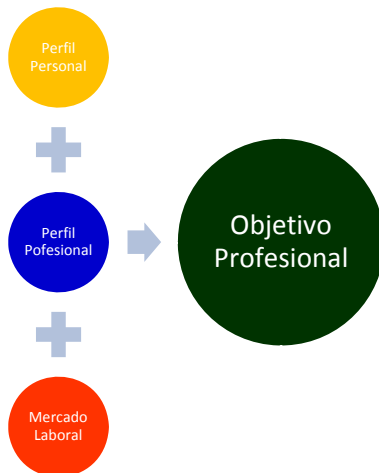 Perfil
Personal
Perfil
Pofesional
Objetivo
Profesional
Mercado
Laboral